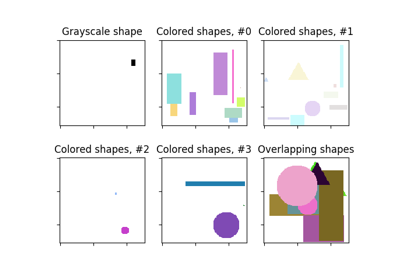 Grayscale shape
Colored shapes, #0
Colored shapes, #1
Colored shapes, #2
Colored shapes, #3
Overlapping shapes